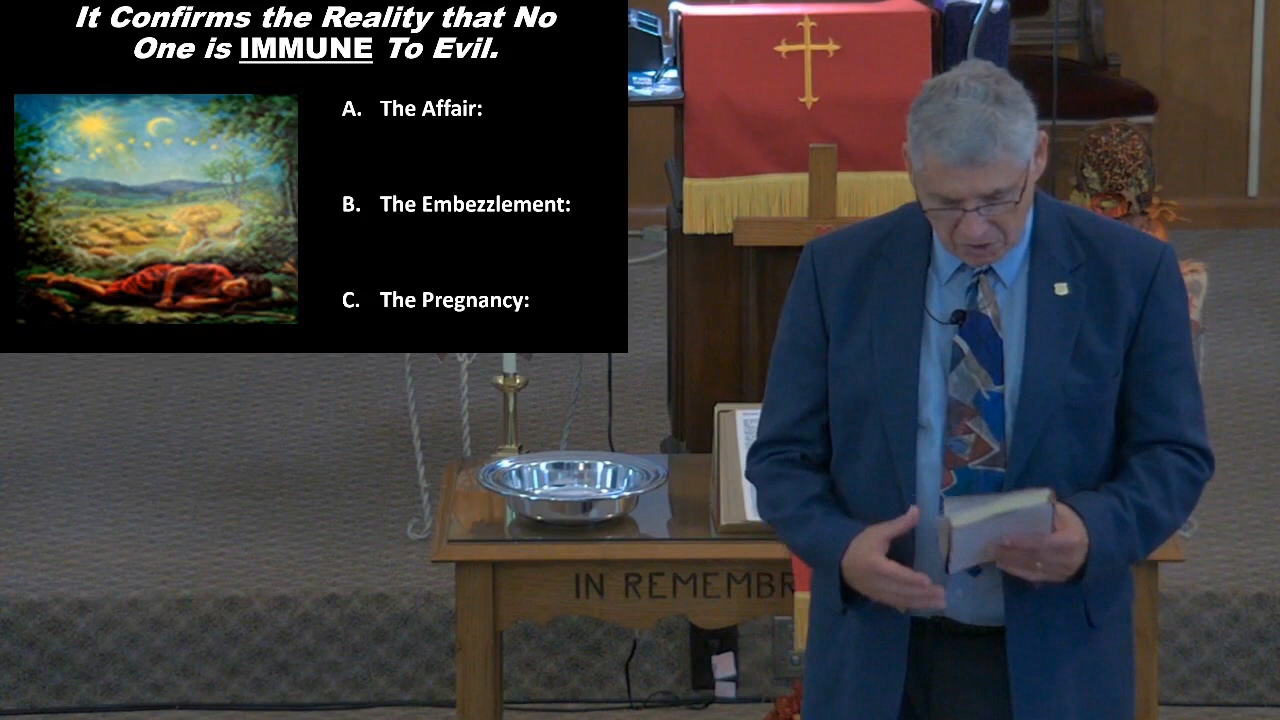 It Confirms the Reality that No
One is IMMUNE To Evil.
A. The Affair:
B. The Embezzlement:
C. The Pregnancy:
IN REMEMBR